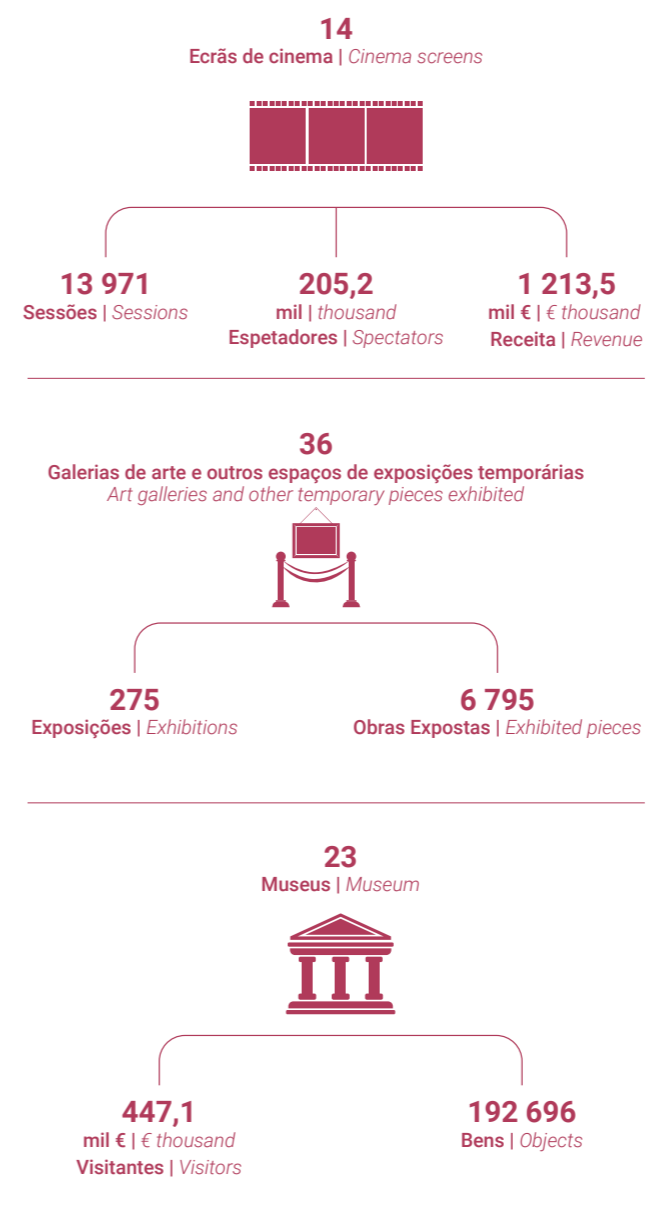 14
Ecrãs de cinema | Cinema screens
13 971
Sessões | Sessions
205,2
mil | thousand
Espetadores | Spectators
1 213,5
mil € | € thousand
Receita | Revenue
36
Galerias de arte e outros espaços de exposições temporárias
Art galleries and other temporary pieces exhibited
275
Exposições | Exhibitions
6 795
Obras Expostas | Exhibited pieces
23
Museus | Museum
447,1
mil € | € thousand
Visitantes | Visitors
192 696
Bens | Objects